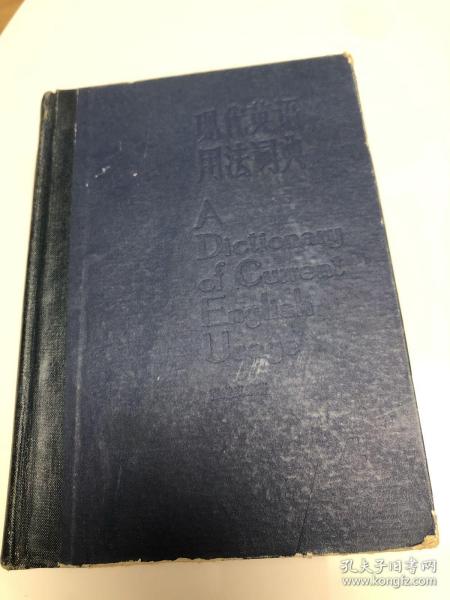 现代英语
用法词典
A
Dictionary
of Current
English
Usage
孔夫子旧书网
www.kongfz.com